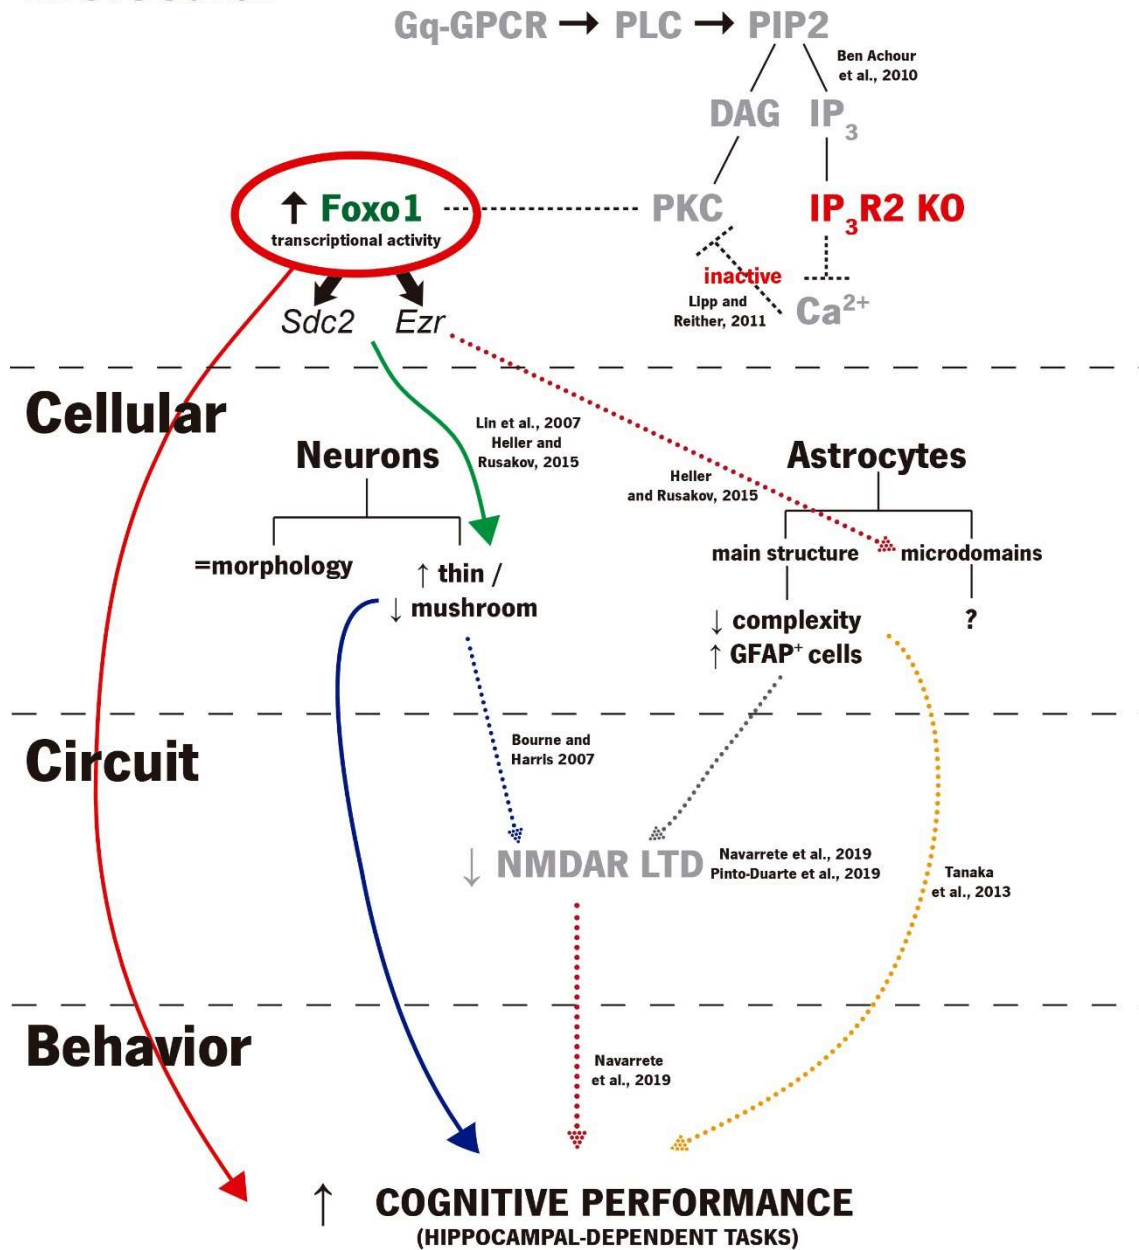 Gq-GPCR → PLC → PIP2
Ben Achour
et al., 2010
DAG IP3
↑ Foxo1
transcriptional activity
PKC
IP3R2 KO
inactive
Lipp and
Reither, 2011
Ca2+
Sdc2 Ezr
Cellular
Lin et al., 2007
Heller and
Rusakov, 2015
Neurons
Heller
and Rusakov, 2015
Astrocytes
=morphology
↑ thin /
↓ mushroom
main structure
microdomains
↓ complexity
↑ GFAP+ cells
?
Circuit
Bourne and
Harris 2007
↓ NMDAR LTD
Navarrete et al., 2019
Pinto-Duarte et al., 2019
Tanaka
et al., 2013
Behavior
Navarrete
et al., 2019
↑ COGNITIVE PERFORMANCE
(HIPPOCAMPAL-DEPENDENT TASKS)